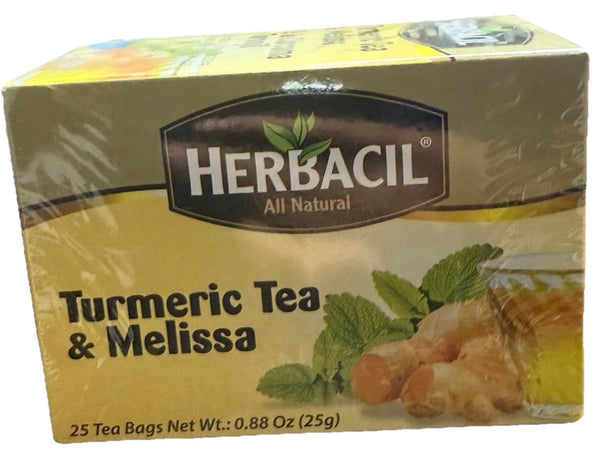 HERBACIL®
All Natural
Turmeric Tea
& Melissa
25 Tea Bags Net Wt.: 0.88 Oz (25g)